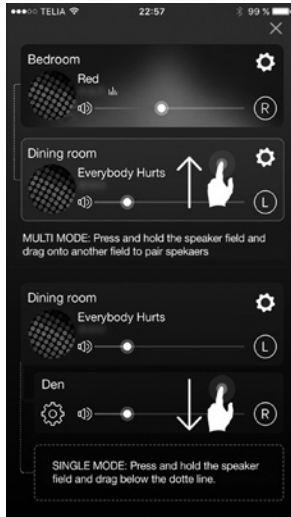 TELIA 22:57 99 %
Bedroom
Red
R
Dining room
Everybody Hurts
L
MULTI MODE: Press and hold the speaker field and
drag onto another field to pair spekaers
Dining room
Everybody Hurts
L
Den
R
SINGLE MODE: Press and hold the speaker
field and drag below the dotte line.